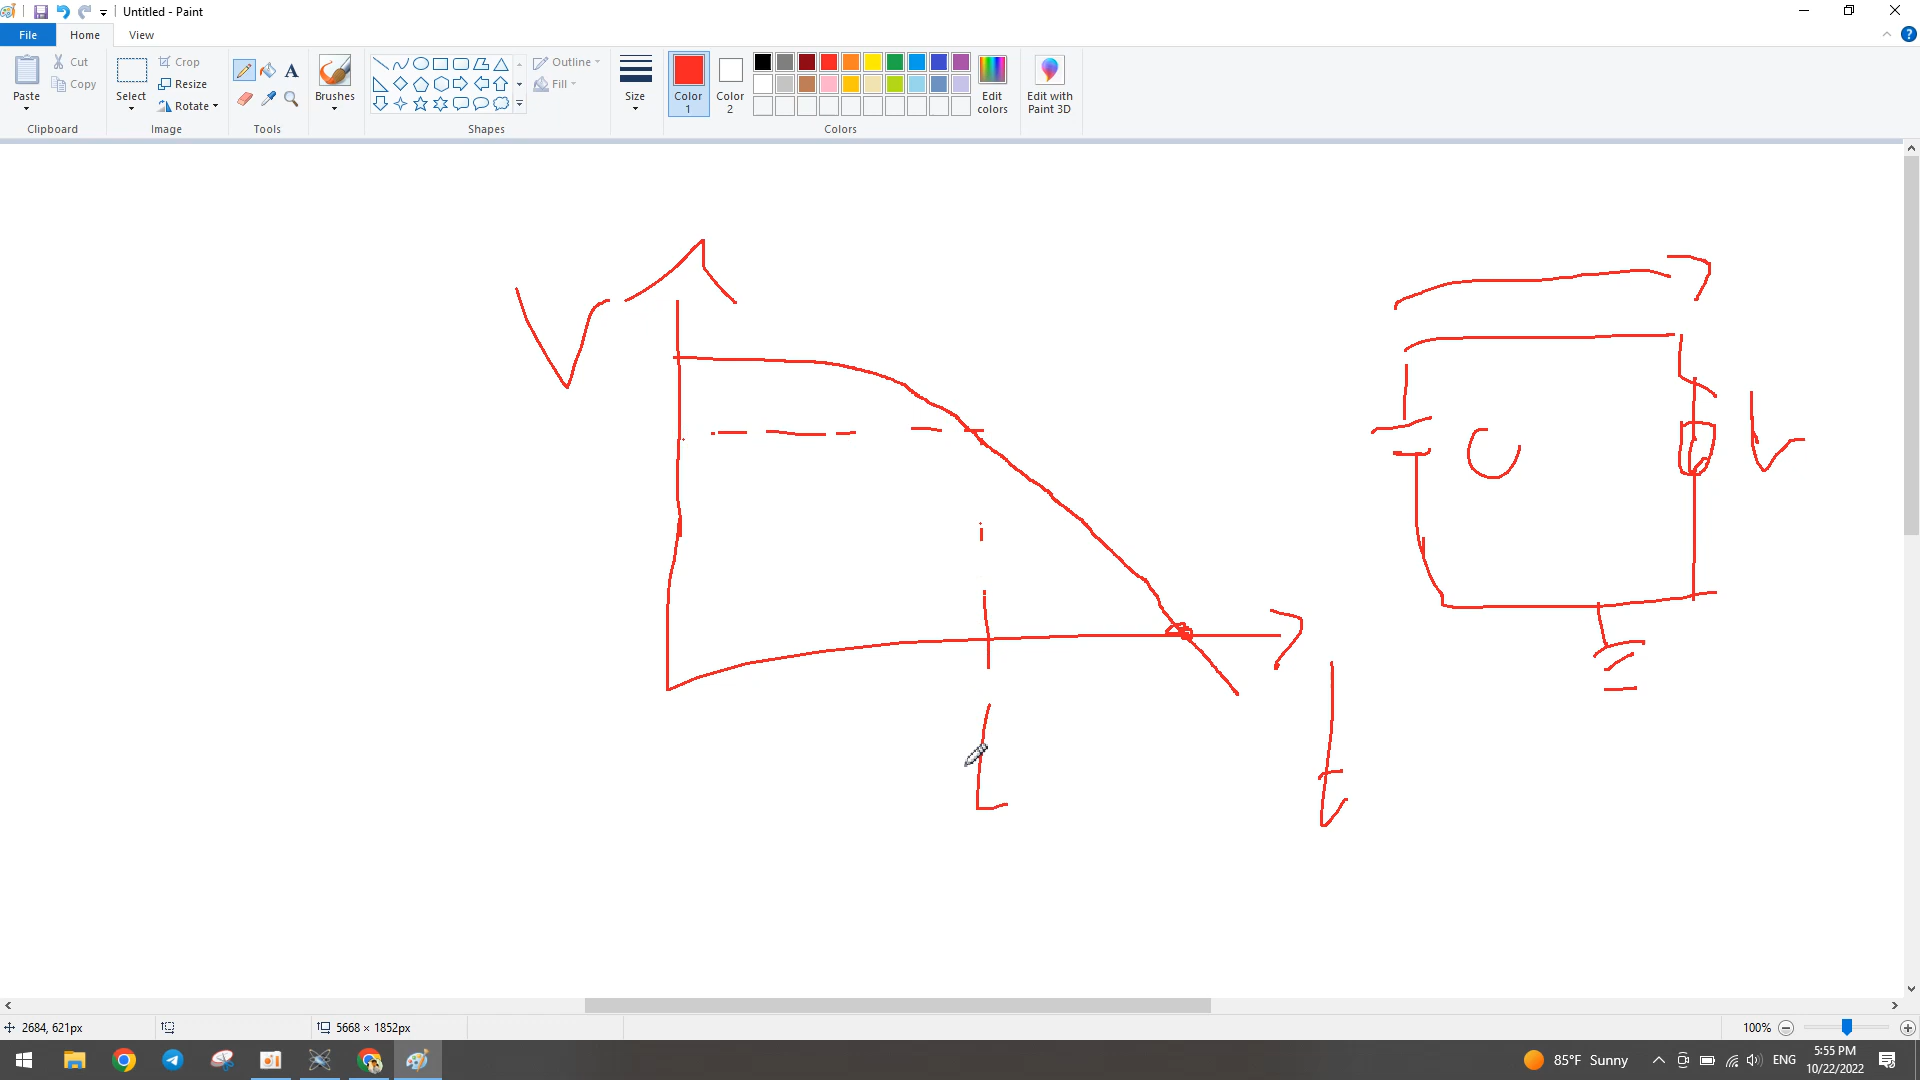 Untitled - Paint
File
Home
View
Paste
Cut
Copy
Clipboard
Select
Crop
Resize
Rotate
Image
A
Tools
Brushes
Shapes
Outline
Fill
Size
Color 1
Color 2
Edit colors
Colors
Edit with Paint 3D
V
C
t
2684, 621px
5668 × 1852px
100%
85°F Sunny
ENG
5:55 PM
10/22/2022